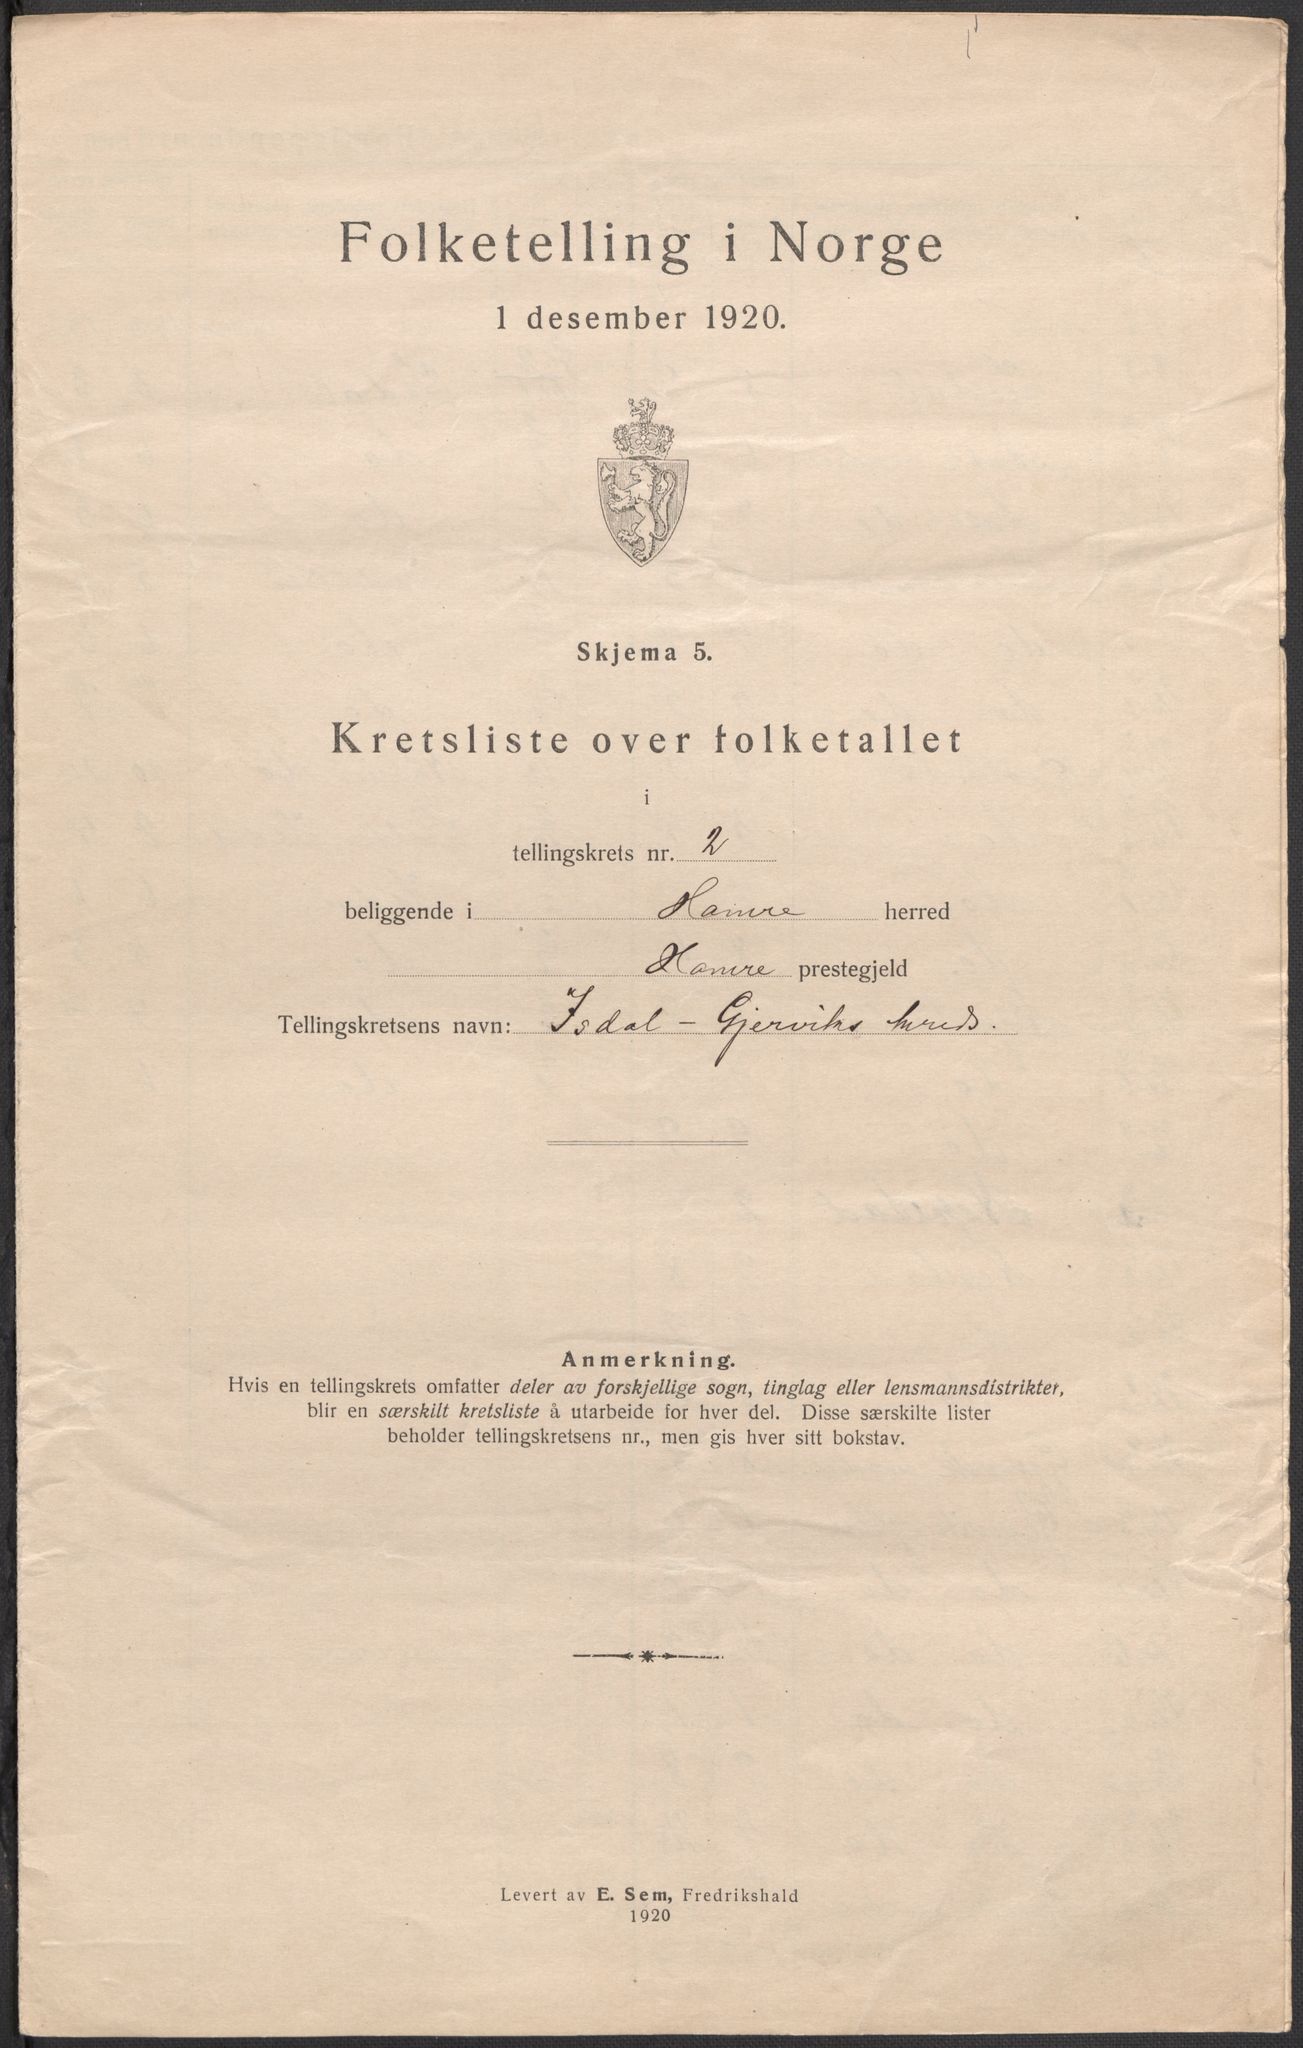 Folketelling i Norge
1 desember 1920.
Skjema 5.
Kretsliste over folketallet
i
tellingskrets nr. 2
beliggende i Hamre herred
Hamre prestegjeld
Tellingskretsens navn: Isdal - Gjerviks kreds.
Anmerkning.
Hvis en tellingskrets omfatter deler av forskjellige sogn, tinglag eller lensmannsdistrikter,
blir en særskilt kretsliste å utarbeide for hver del. Disse særskilte lister
beholder tellingskretsens nr., men gis hver sitt bokstav.
Levert av E. Sem, Fredrikshald
1920